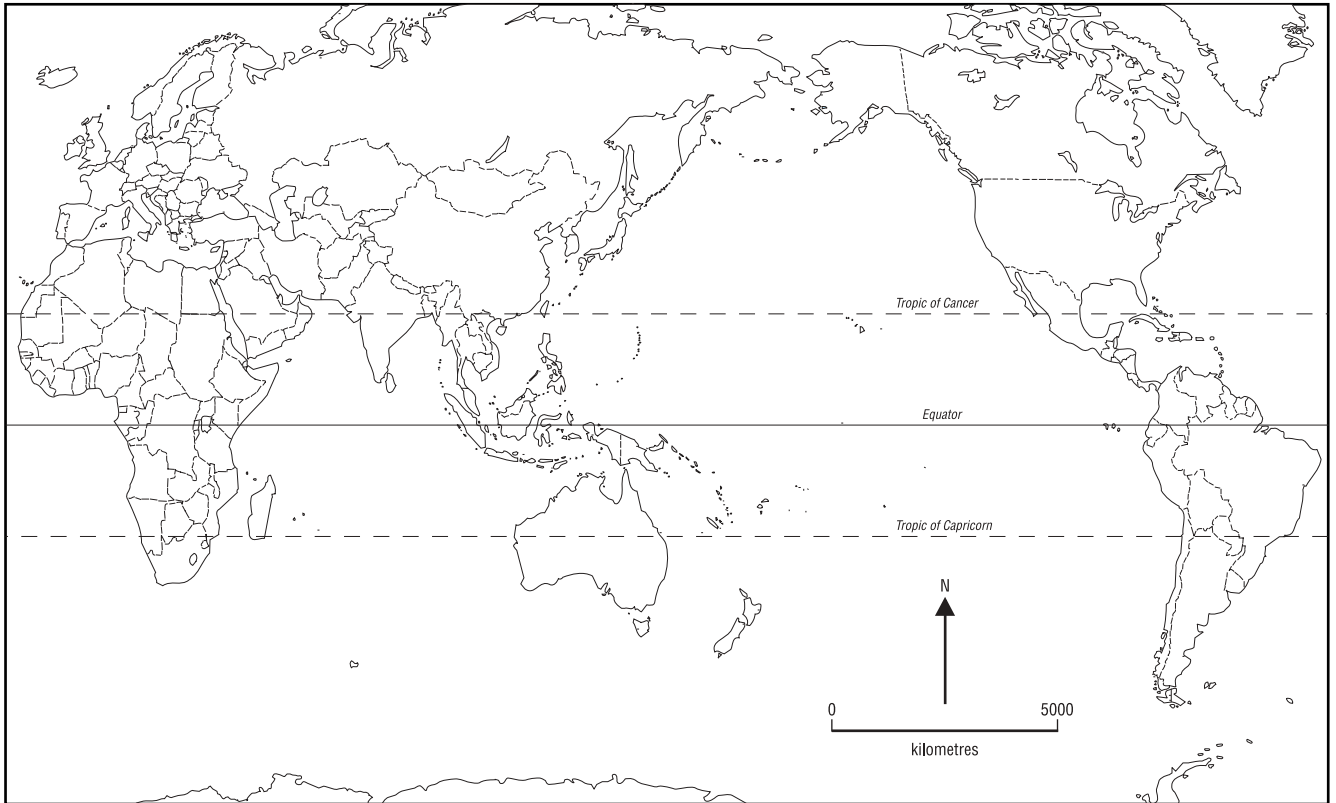 Tropic of Cancer
Equator
Tropic of Capricorn
N
0 5000
kilometres